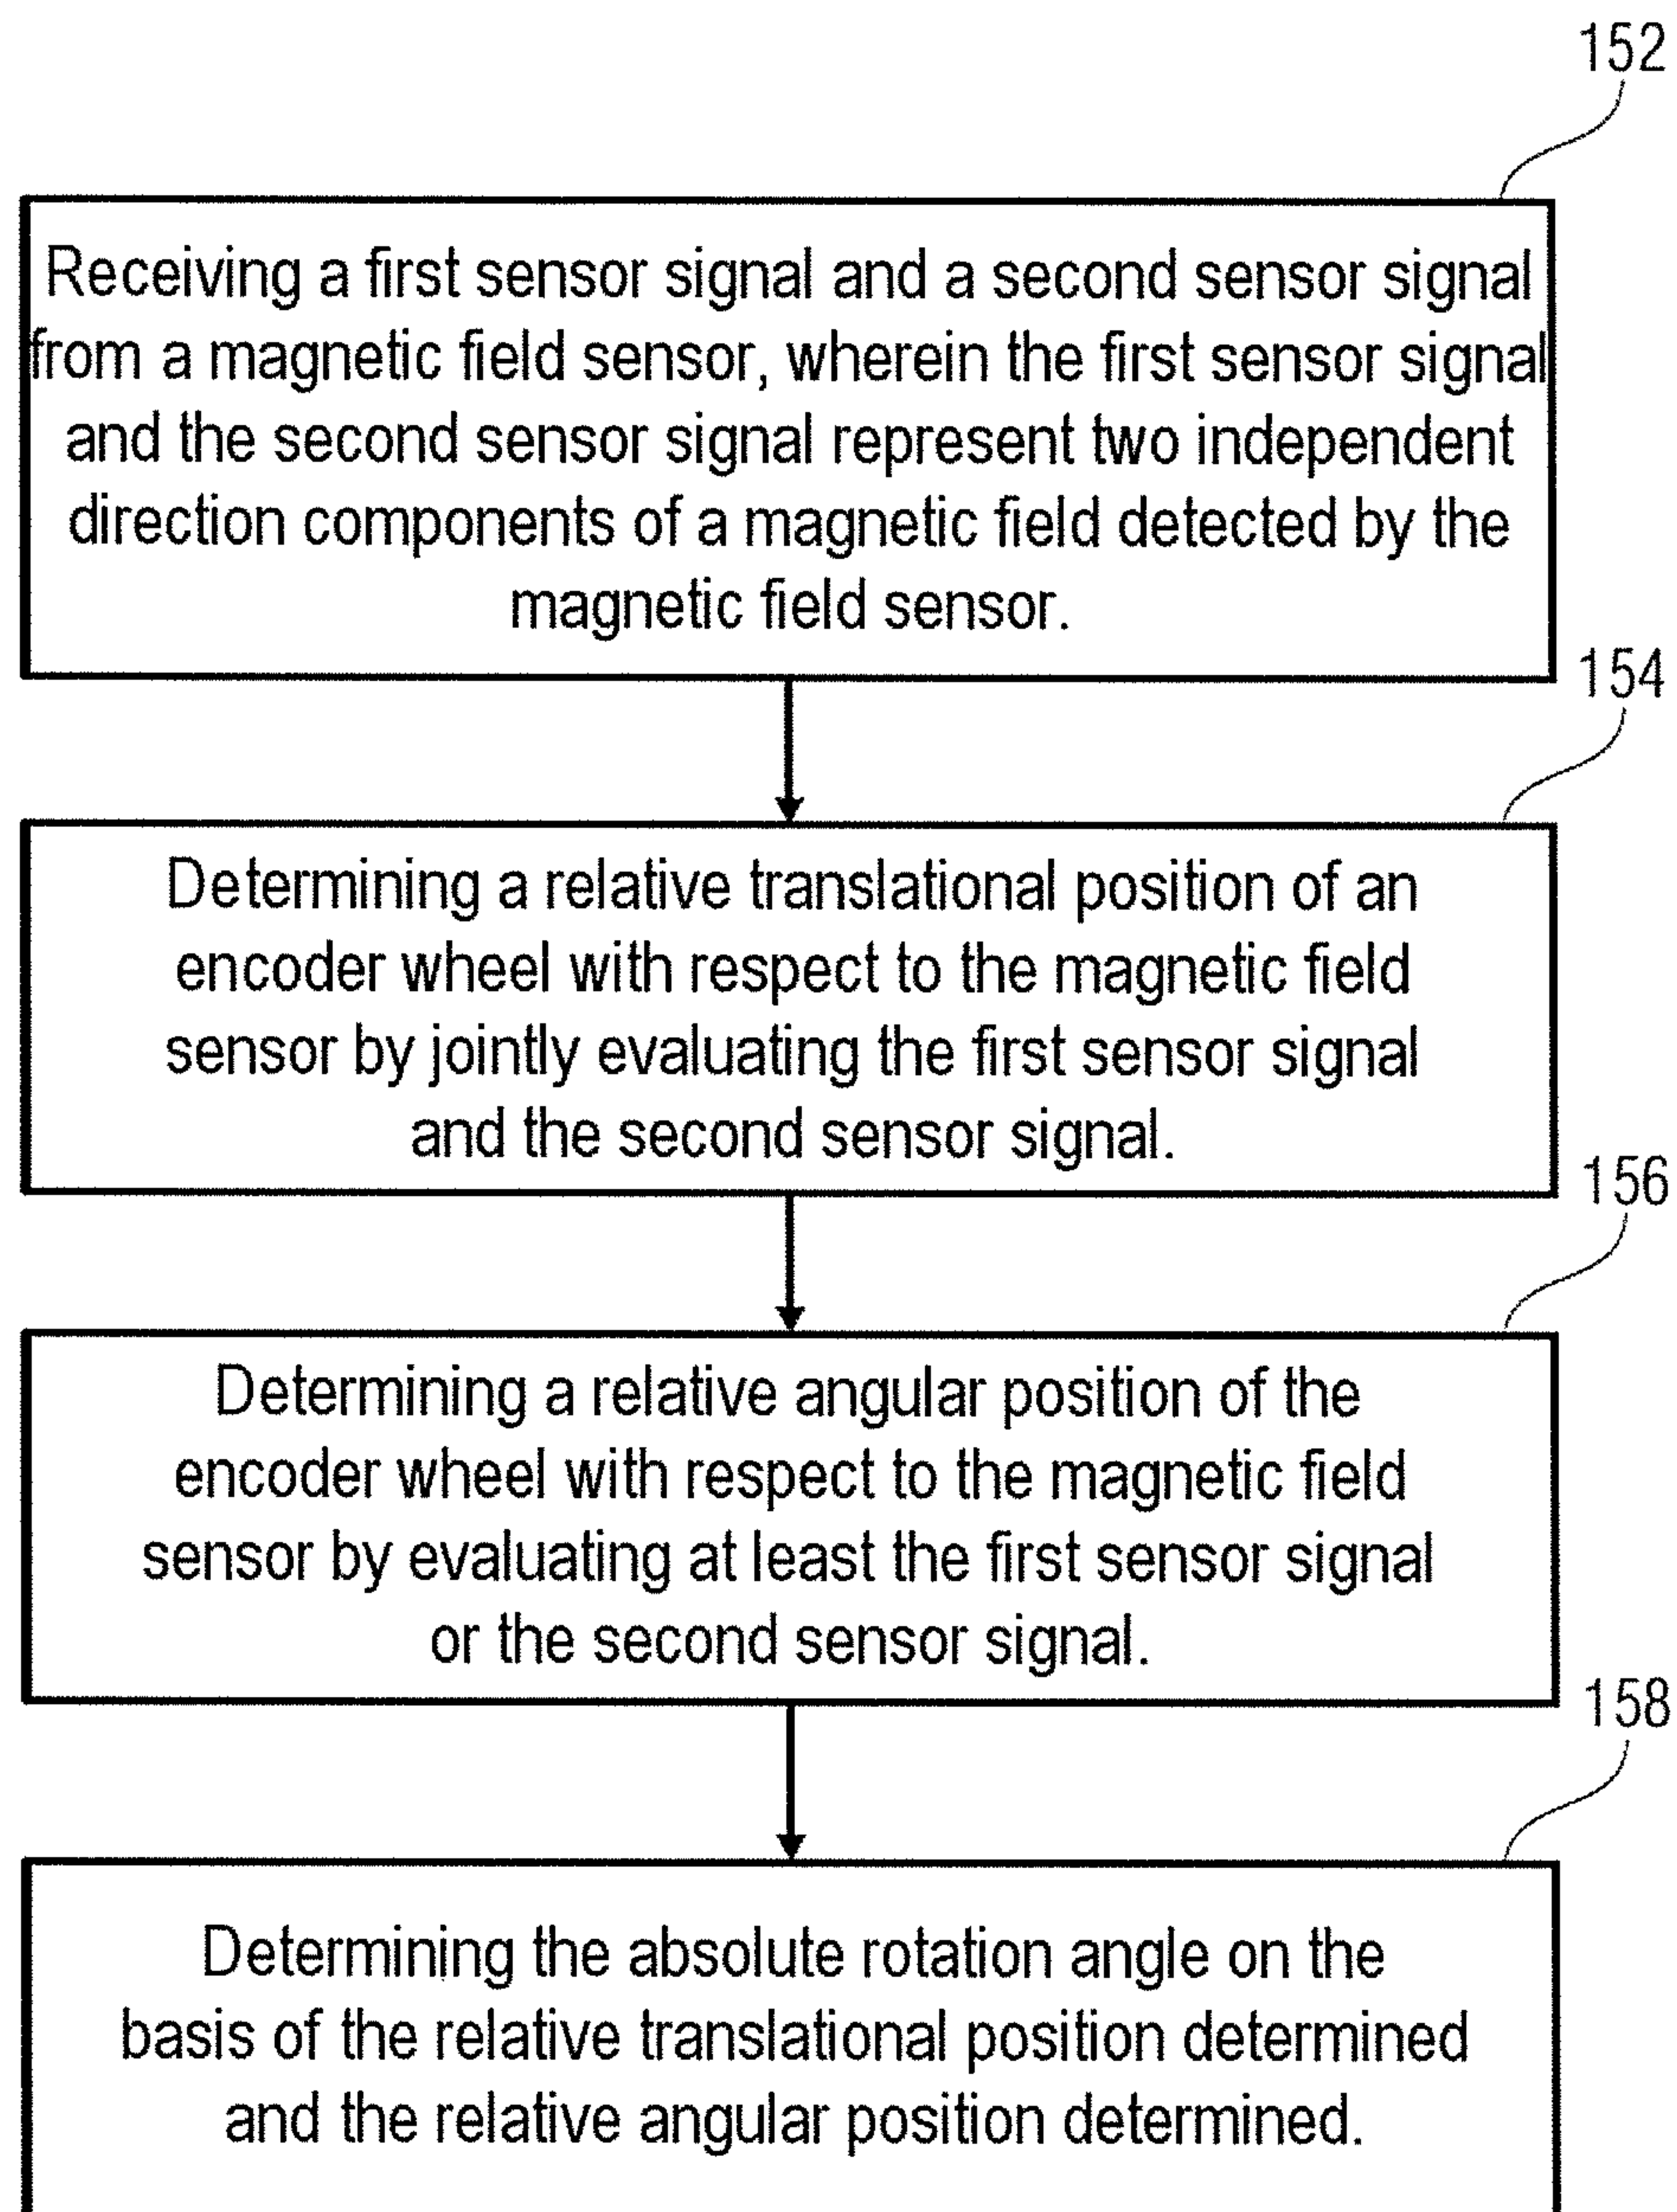 152
Receiving a first sensor signal and a second sensor signal
from a magnetic field sensor, wherein the first sensor signal
and the second sensor signal represent two independent
direction components of a magnetic field detected by the
magnetic field sensor.
154
Determining a relative translational position of an
encoder wheel with respect to the magnetic field
sensor by jointly evaluating the first sensor signal
and the second sensor signal.
156
Determining a relative angular position of the
encoder wheel with respect to the magnetic field
sensor by evaluating at least the first sensor signal
or the second sensor signal.
158
Determining the absolute rotation angle on the
basis of the relative translational position determined
and the relative angular position determined.